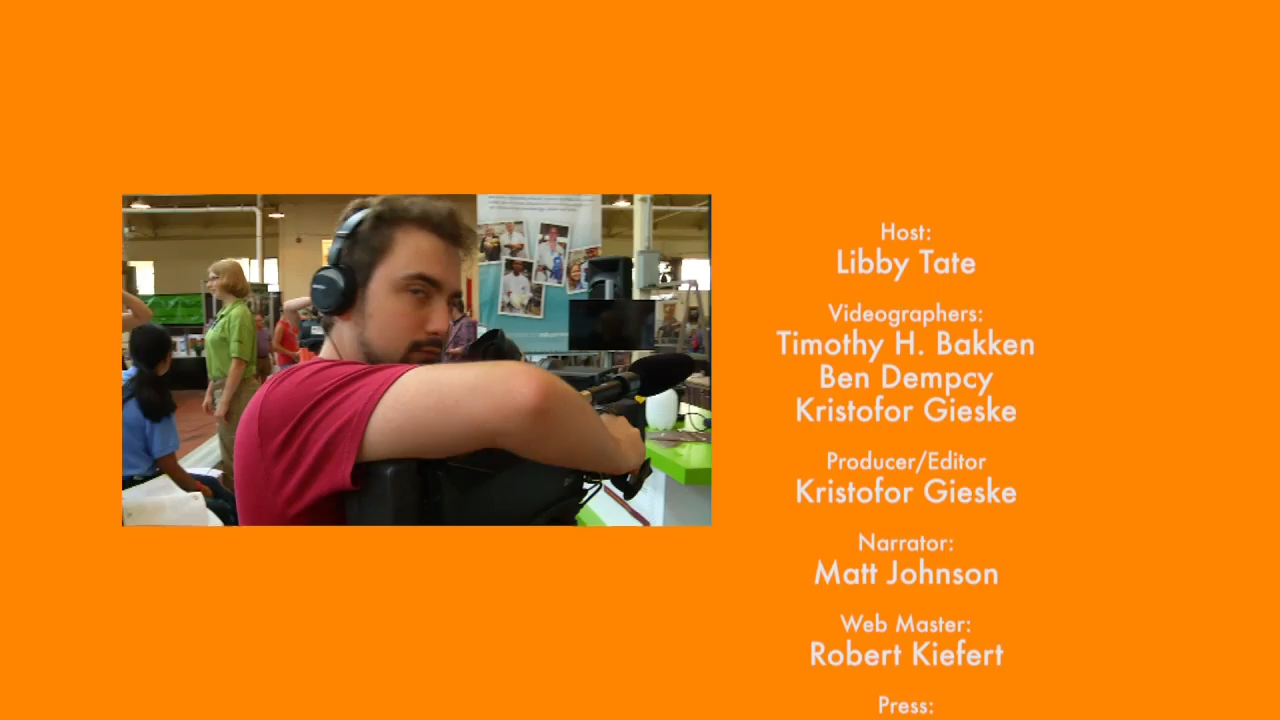 Host:
Libby Tate
Videographers:
Timothy H. Bakken
Ben Dempcy
Kristofor Gieske
Producer/Editor
Kristofor Gieske
Narrator:
Matt Johnson
Web Master:
Robert Kiefert
Press: